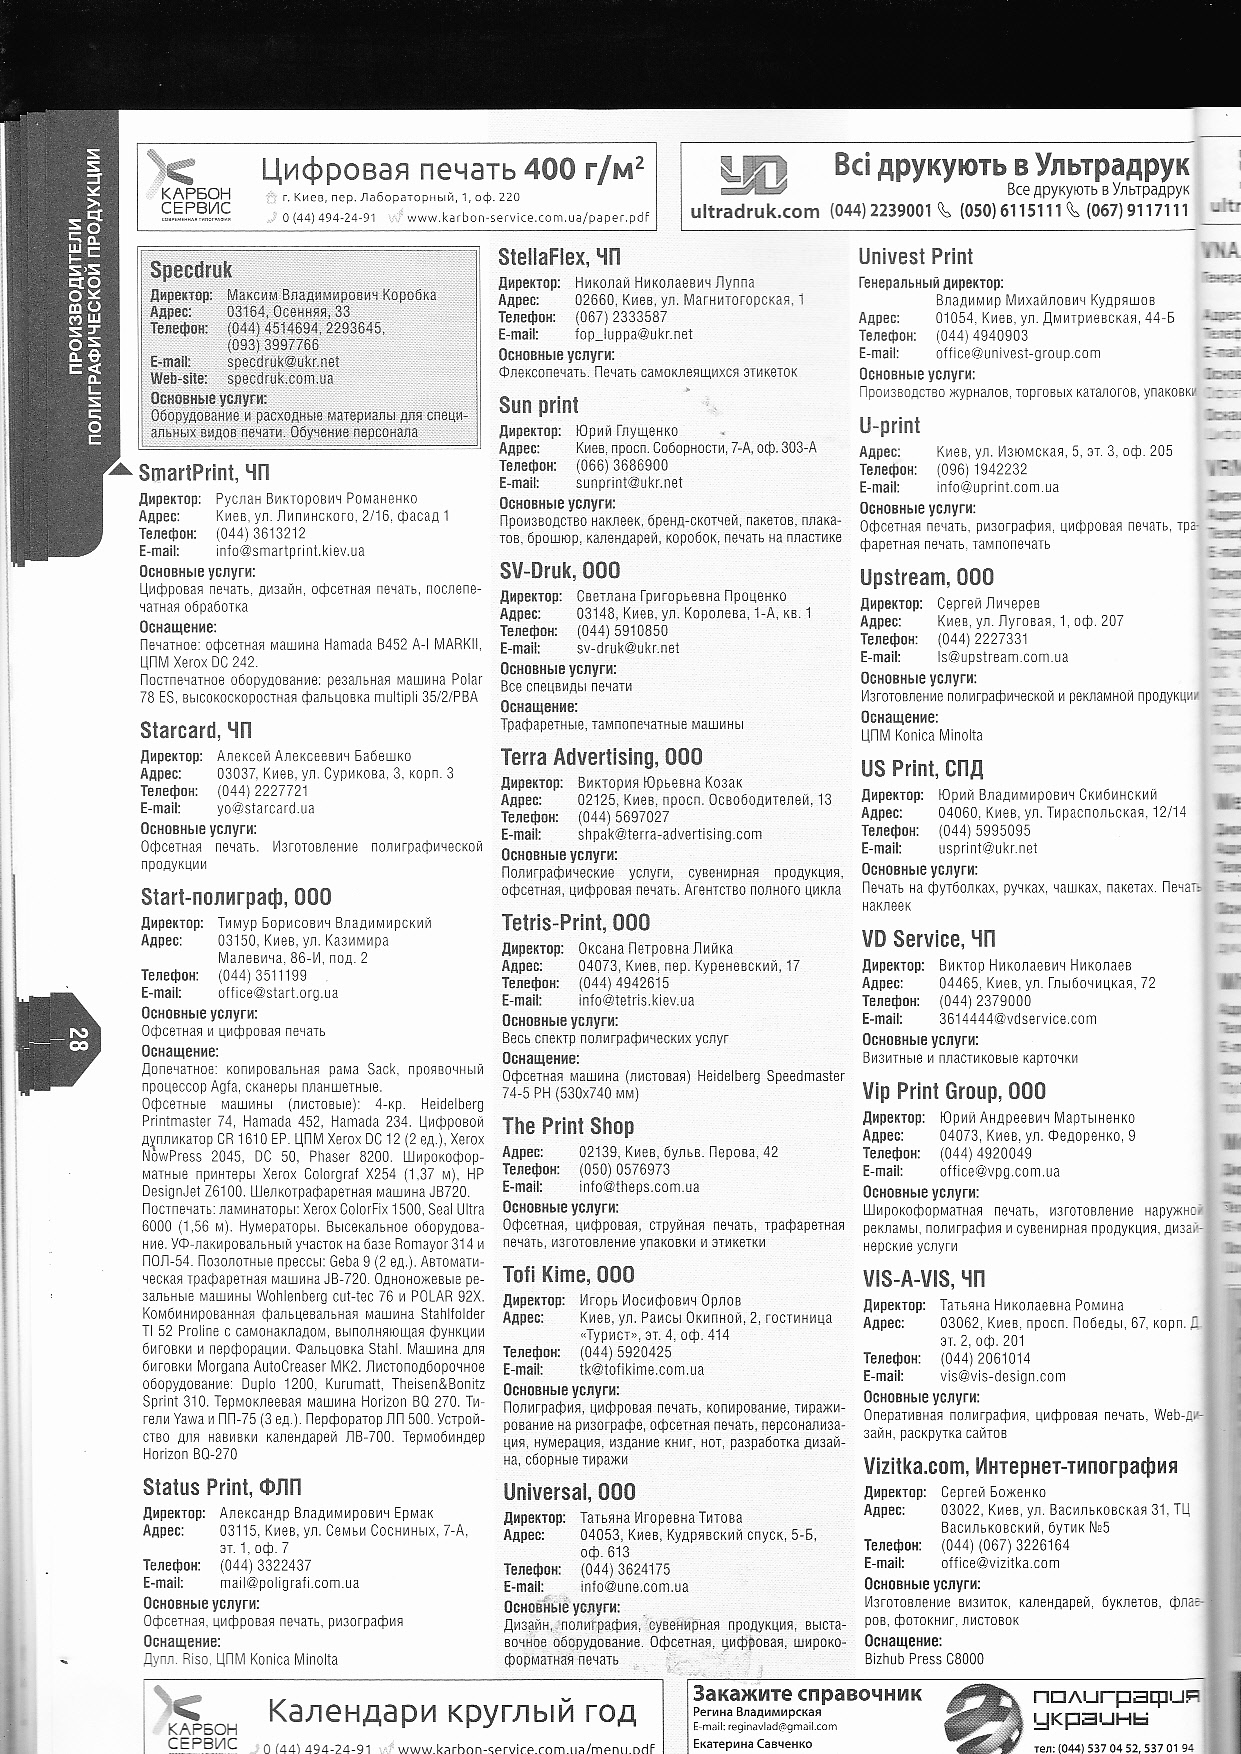 ПРОИЗВОДИТЕЛИ
ПОЛИГРАФИЧЕСКОЙ ПРОДУКЦИИ
28
КАРБОН
СЕРВИС
СОВРЕМЕННАЯ ТИПОГРАФИЯ
Цифровая печать 400 г/м²
г. Киев, пер. Лабораторный, 1, оф. 220
0 (44) 494-24-91 www.karbon-service.com.ua/paper.pdf
УД
ultradruk.com
Всі друкують в Ультрадрук
Все друкують в Ультрадрук
(044) 2239001 (050) 6115111 (067) 9117111
Specdruk
Директор: Максим Владимирович Коробка
Адрес: 03164, Осенняя, 33
Телефон: (044) 4514694, 2293645,
(093) 3997766
E-mail: specdruk@ukr.net
Web-site: specdruk.com.ua
Основные услуги:
Оборудование и расходные материалы для специ-
альных видов печати. Обучение персонала
SmartPrint, ЧП
Директор: Руслан Викторович Романенко
Адрес: Киев, ул. Липинского, 2/16, фасад 1
Телефон: (044) 3613212
E-mail: info@smartprint.kiev.ua
Основные услуги:
Цифровая печать, дизайн, офсетная печать, послепе-
чатная обработка
Оснащение:
Печатное: офсетная машина Hamada B452 A-I MARKII,
ЦПМ Xerox DC 242.
Постпечатное оборудование: резальная машина Polar
78 ES, высокоскоростная фальцовка multipli 35/2/PBA
Starcard, ЧП
Директор: Алексей Алексеевич Бабешко
Адрес: 03037, Киев, ул. Сурикова, 3, корп. 3
Телефон: (044) 2227721
E-mail: yo@starcard.ua
Основные услуги:
Офсетная печать. Изготовление полиграфической
продукции
Start-полиграф, ООО
Директор: Тимур Борисович Владимирский
Адрес: 03150, Киев, ул. Казимира
Малевича, 86-И, под. 2
Телефон: (044) 3511199
E-mail: office@start.org.ua
Основные услуги:
Офсетная и цифровая печать
Оснащение:
Допечатное: копировальная рама Sack, проявочный
процессор Agfa, сканеры планшетные.
Офсетные машины (листовые): 4-кр. Heidelberg
Printmaster 74, Hamada 452, Hamada 234. Цифровой
дупликатор CR 1610 EP. ЦПМ Xerox DC 12 (2 ед.), Xerox
NowPress 2045, DC 50, Phaser 8200. Широкофор-
матные принтеры Xerox Colorgraf X254 (1,37 м), HP
DesignJet Z6100. Шелкотрафаретная машина JB720.
Постпечать: ламинаторы: Xerox ColorFix 1500, Seal Ultra
6000 (1,56 м). Нумераторы. Высекальное оборудова-
ние. УФ-лакировальный участок на базе Romayor 314 и
ПОЛ-54. Позолотные прессы: Geba 9 (2 ед.). Автомати-
ческая трафаретная машина JB-720. Одноножевые ре-
зальные машины Wohlenberg cut-tec 76 и POLAR 92X.
Комбинированная фальцевальная машина Stahlfolder
TI 52 Proline с самонакладом, выполняющая функции
биговки и перфорации. Фальцовка Stahl. Машина для
биговки Morgana AutoCreaser MK2. Листоподборочное
оборудование: Duplo 1200, Kurumatt, Theisen&Bonitz
Sprint 310. Термоклеевая машина Horizon BQ 270. Ти-
гели Yawa и ПП-75 (3 ед.). Перфоратор ЛП 500. Устрой-
ство для навивки календарей ЛВ-700. Термобиндер
Horizon BQ-270
Status Print, ФЛП
Директор: Александр Владимирович Ермак
Адрес: 03115, Киев, ул. Семьи Сосниных, 7-А,
эт. 1, оф. 7
Телефон: (044) 3322437
E-mail: mail@poligrafi.com.ua
Основные услуги:
Офсетная, цифровая печать, ризография
Оснащение:
Дупл. Riso, ЦПМ Konica Minolta
StellaFlex, ЧП
Директор: Николай Николаевич Луппа
Адрес: 02660, Киев, ул. Магнитогорская, 1
Телефон: (067) 2333587
E-mail: fop_luppa@ukr.net
Основные услуги:
Флексопечать. Печать самоклеящихся этикеток
Sun print
Директор: Юрий Глущенко
Адрес: Киев, просп. Соборности, 7-А, оф. 303-А
Телефон: (066) 3686900
E-mail: sunprint@ukr.net
Основные услуги:
Производство наклеек, бренд-скотчей, пакетов, плака-
тов, брошюр, календарей, коробок, печать на пластике
SV-Druk, ООО
Директор: Светлана Григорьевна Проценко
Адрес: 03148, Киев, ул. Королева, 1-А, кв. 1
Телефон: (044) 5910850
E-mail: sv-druk@ukr.net
Основные услуги:
Все спецвиды печати
Оснащение:
Трафаретные, тампопечатные машины
Terra Advertising, ООО
Директор: Виктория Юрьевна Козак
Адрес: 02125, Киев, просп. Освободителей, 13
Телефон: (044) 5697027
E-mail: shpak@terra-advertising.com
Основные услуги:
Полиграфические услуги, сувенирная продукция,
офсетная, цифровая печать. Агентство полного цикла
Tetris-Print, ООО
Директор: Оксана Петровна Лийка
Адрес: 04073, Киев, пер. Куреневский, 17
Телефон: (044) 4942615
E-mail: info@tetris.kiev.ua
Основные услуги:
Весь спектр полиграфических услуг
Оснащение:
Офсетная машина (листовая) Heidelberg Speedmaster
74-5 PH (530x740 мм)
The Print Shop
Адрес: 02139, Киев, бульв. Перова, 42
Телефон: (050) 0576973
E-mail: info@theps.com.ua
Основные услуги:
Офсетная, цифровая, струйная печать, трафаретная
печать, изготовление упаковки и этикетки
Tofi Kime, ООО
Директор: Игорь Иосифович Орлов
Адрес: Киев, ул. Раисы Окипной, 2, гостиница
«Турист», эт. 4, оф. 414
Телефон: (044) 5920425
E-mail: tk@tofikime.com.ua
Основные услуги:
Полиграфия, цифровая печать, копирование, тиражи-
рование на ризографе, офсетная печать, персонализа-
ция, нумерация, издание книг, нот, разработка дизай-
на, сборные тиражи
Universal, ООО
Директор: Татьяна Игоревна Титова
Адрес: 04053, Киев, Кудрявский спуск, 5-Б,
оф. 613
Телефон: (044) 3624175
E-mail: info@une.com.ua
Основные услуги:
Дизайн, полиграфия, сувенирная продукция, выста-
вочное оборудование. Офсетная, цифровая, широко-
форматная печать
Univest Print
Генеральный директор:
Владимир Михайлович Кудряшов
Адрес: 01054, Киев, ул. Дмитриевская, 44-Б
Телефон: (044) 4940903
E-mail: office@univest-group.com
Основные услуги:
Производство журналов, торговых каталогов, упаковки
U-print
Адрес: Киев, ул. Изюмская, 5, эт. 3, оф. 205
Телефон: (096) 1942232
E-mail: info@uprint.com.ua
Основные услуги:
Офсетная печать, ризография, цифровая печать, тра-
фаретная печать, тампопечать
Upstream, ООО
Директор: Сергей Личерев
Адрес: Киев, ул. Луговая, 1, оф. 207
Телефон: (044) 2227331
E-mail: ls@upstream.com.ua
Основные услуги:
Изготовление полиграфической и рекламной продукции
Оснащение:
ЦПМ Konica Minolta
US Print, СПД
Директор: Юрий Владимирович Скибинский
Адрес: 04060, Киев, ул. Тираспольская, 12/14
Телефон: (044) 5995095
E-mail: usprint@ukr.net
Основные услуги:
Печать на футболках, ручках, чашках, пакетах. Печать
наклеек
VD Service, ЧП
Директор: Виктор Николаевич Николаев
Адрес: 04465, Киев, ул. Глыбочицкая, 72
Телефон: (044) 2379000
E-mail: 3614444@vdservice.com
Основные услуги:
Визитные и пластиковые карточки
Vip Print Group, ООО
Директор: Юрий Андреевич Мартыненко
Адрес: 04073, Киев, ул. Федоренко, 9
Телефон: (044) 4920049
E-mail: office@vpg.com.ua
Основные услуги:
Широкоформатная печать, изготовление наружной
рекламы, полиграфия и сувенирная продукция, дизай-
нерские услуги
VIS-A-VIS, ЧП
Директор: Татьяна Николаевна Ромина
Адрес: 03062, Киев, просп. Победы, 67, корп. Д,
эт. 2, оф. 201
Телефон: (044) 2061014
E-mail: vis@vis-design.com
Основные услуги:
Оперативная полиграфия, цифровая печать, Web-ди-
зайн, раскрутка сайтов
Vizitka.com, Интернет-типография
Директор: Сергей Боженко
Адрес: 03022, Киев, ул. Васильковская 31, ТЦ
Васильковский, бутик №5
Телефон: (044) (067) 3226164
E-mail: office@vizitka.com
Основные услуги:
Изготовление визиток, календарей, буклетов, флае-
ров, фотокниг, листовок
Оснащение:
Bizhub Press C8000
КАРБОН
СЕРВИС
Календари круглый год
0 (44) 494-24-91 www.karbon-service.com.ua/menu.pdf
Закажите справочник
Регина Владимирская
E-mail: reginavlad@gmail.com
Екатерина Савченко
полиграфия
украины
тел: (044) 537 04 52, 537 01 94